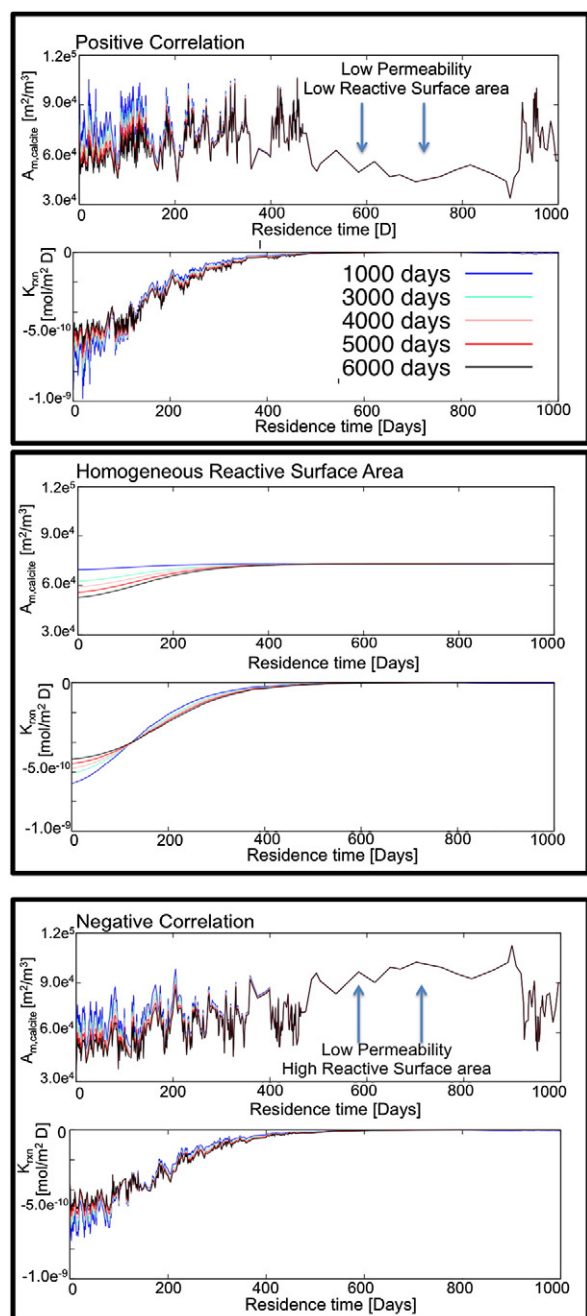 Positive Correlation
1.2e⁵
9.0e⁴
6.0e⁴
3.0e⁴
A_m,calcite [m²/m³]
Low Permeability
Low Reactive Surface area
0 200 400 600 800 1000
Residence time [D]
0
-5.0e⁻¹⁰
-1.0e⁻⁹
K_rxn
[mol/m² D]
1000 days
3000 days
4000 days
5000 days
6000 days
0 200 400 600 800 1000
Residence time [Days]
Homogeneous Reactive Surface Area
1.2e⁵
9.0e⁴
6.0e⁴
3.0e⁴
A_m,calcite [m²/m³]
0 200 400 600 800 1000
Residence time [Days]
0
-5.0e⁻¹⁰
-1.0e⁻⁹
K_rxn
[mol/m² D]
0 200 400 600 800 1000
Residence time [Days]
Negative Correlation
1.2e⁵
9.0e⁴
6.0e⁴
3.0e⁴
A_m,calcite [m²/m³]
Low Permeability
High Reactive Surface area
0 200 400 600 800 1000
Residence time [Days]
0
-5.0e⁻¹⁰
-1.0e⁻⁹
K_rxn
[mol/m² D]
0 200 400 600 800 1000
Residence time [Days]